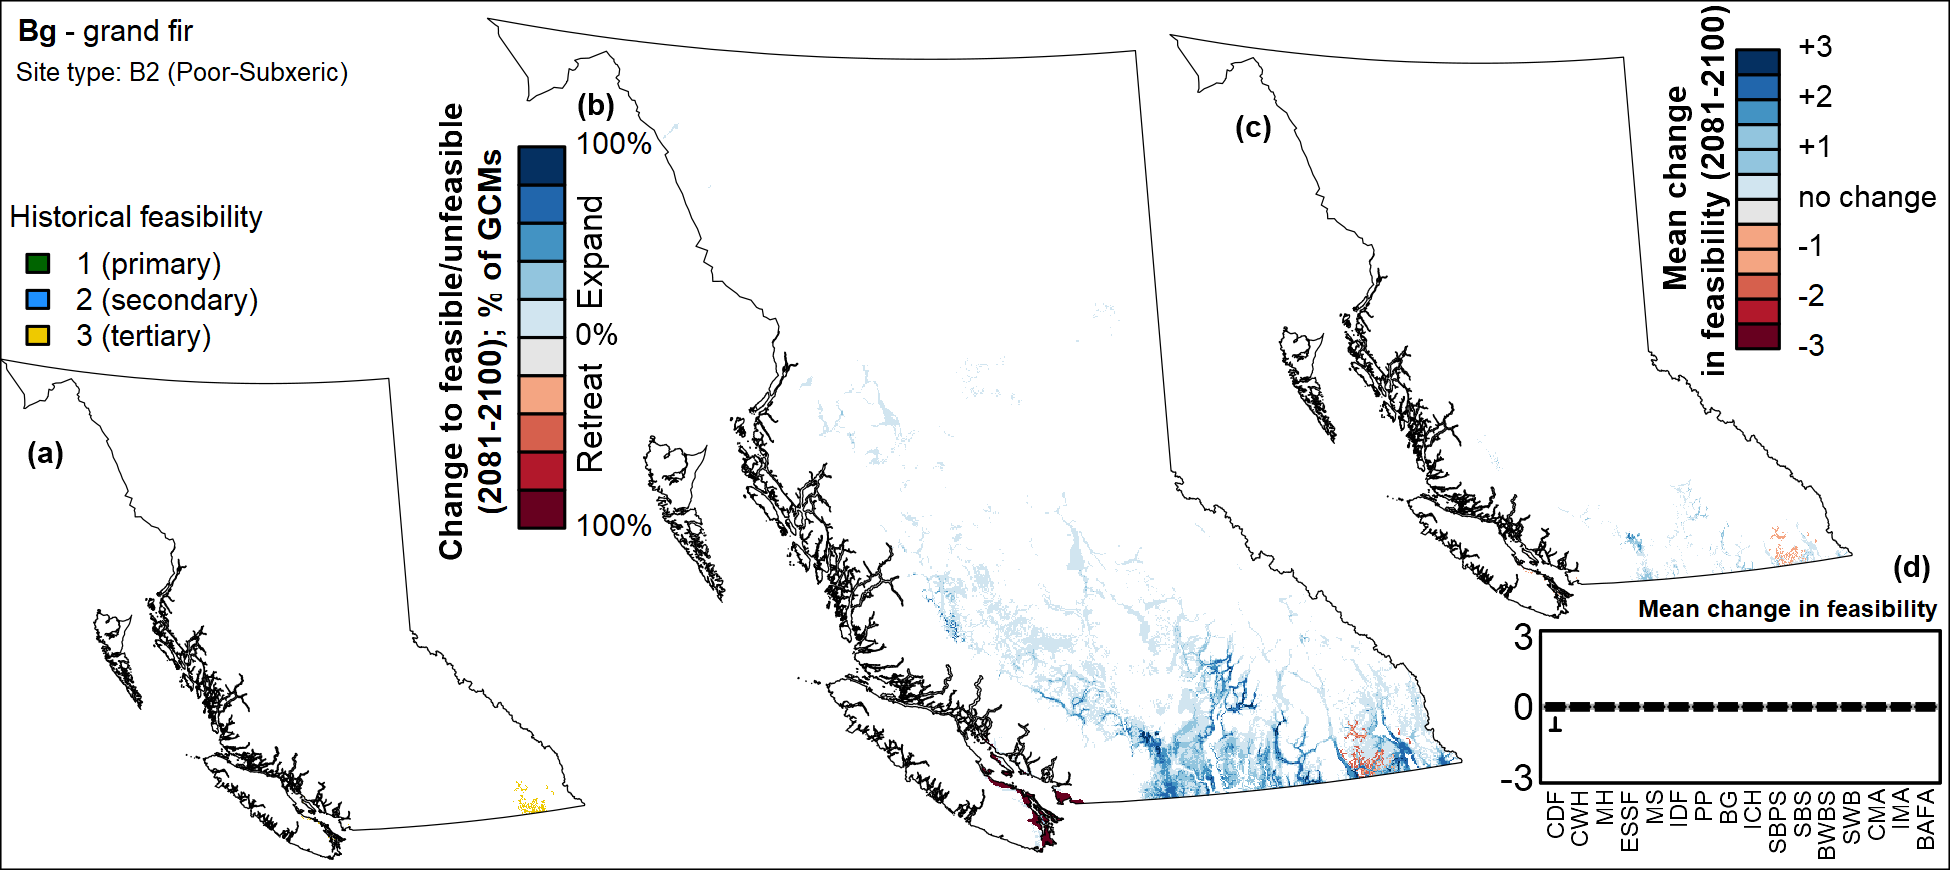 Bg - grand fir
Site type: B2 (Poor-Subxeric)
Historical feasibility
1 (primary)
2 (secondary)
3 (tertiary)
(a)
(b)
Change to feasible/unfeasible
(2081-2100); % of GCMs
100%
Expand
0%
Retreat
100%
(c)
Mean change
in feasibility (2081-2100)
+3
+2
+1
no change
-1
-2
-3
(d)
Mean change in feasibility
3
0
-3
CDF
CWH
MH
ESSF
MS
IDF
PP
BG
ICH
SBPS
SBS
BWBS
SWB
CMA
IMA
BAFA